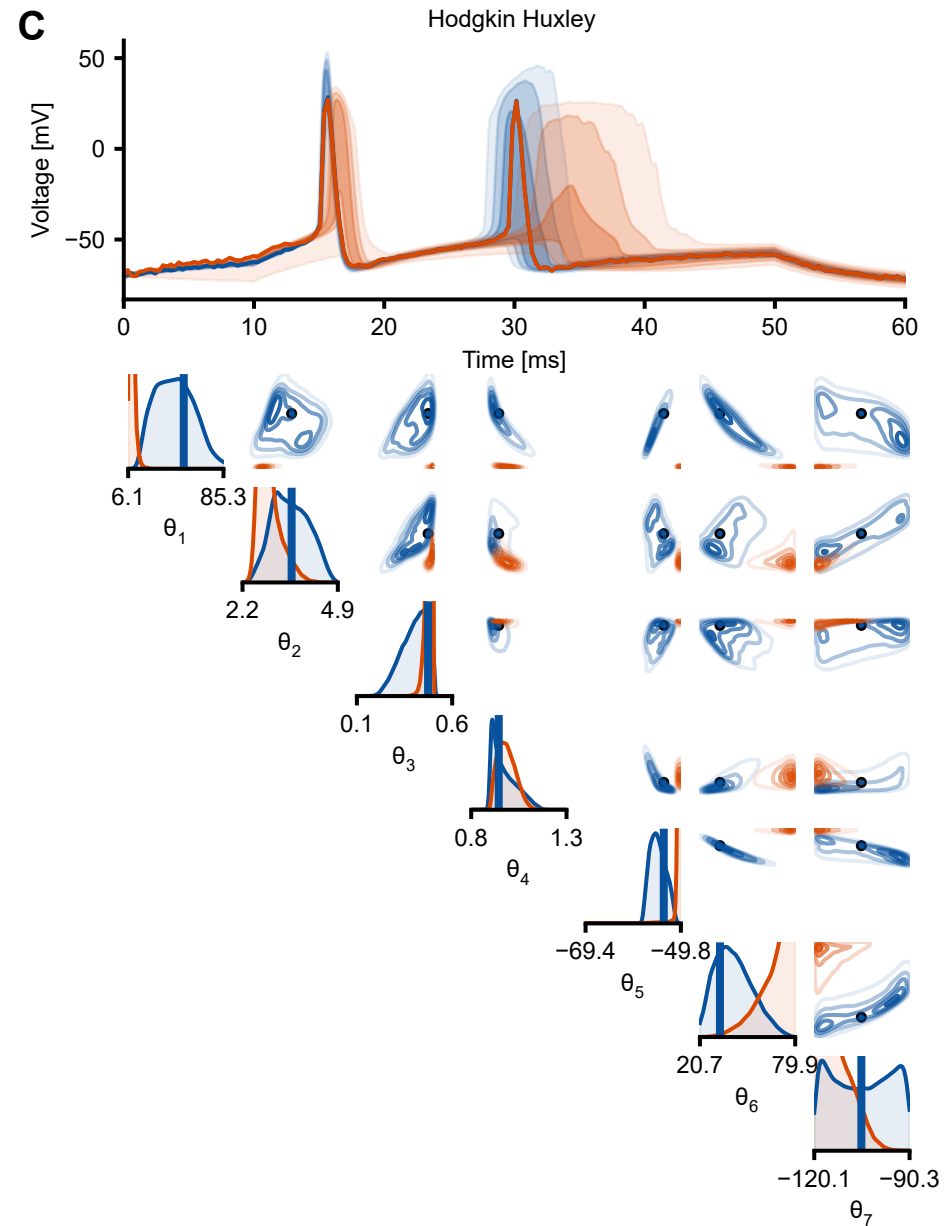 C
Hodgkin Huxley
50
0
−50
Voltage [mV]
0 10 20 30 40 50 60
Time [ms]
6.1 85.3
θ1
2.2 4.9
θ2
0.1 0.6
θ3
0.8 1.3
θ4
−69.4 −49.8
θ5
20.7 79.9
θ6
−120.1 −90.3
θ7